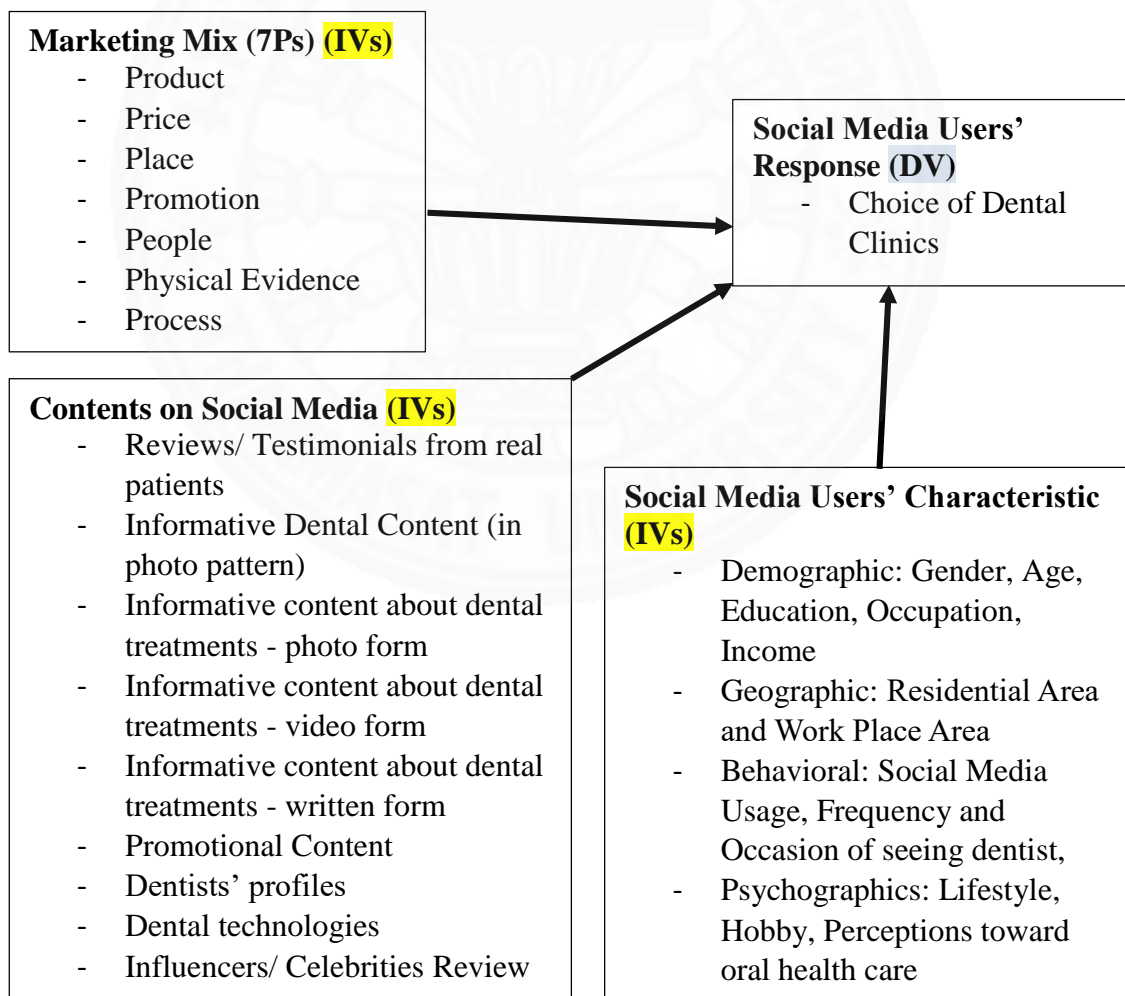 Marketing Mix (7Ps) (IVs)
- Product
- Price
- Place
- Promotion
- People
- Physical Evidence
- Process
Social Media Users’
Response (DV)
- Choice of Dental
Clinics
Contents on Social Media (IVs)
- Reviews/ Testimonials from real
patients
- Informative Dental Content (in
photo pattern)
- Informative content about dental
treatments - photo form
- Informative content about dental
treatments - video form
- Informative content about dental
treatments - written form
- Promotional Content
- Dentists’ profiles
- Dental technologies
- Influencers/ Celebrities Review
Social Media Users’ Characteristic
(IVs)
- Demographic: Gender, Age,
Education, Occupation,
Income
- Geographic: Residential Area
and Work Place Area
- Behavioral: Social Media
Usage, Frequency and
Occasion of seeing dentist,
- Psychographics: Lifestyle,
Hobby, Perceptions toward
oral health care